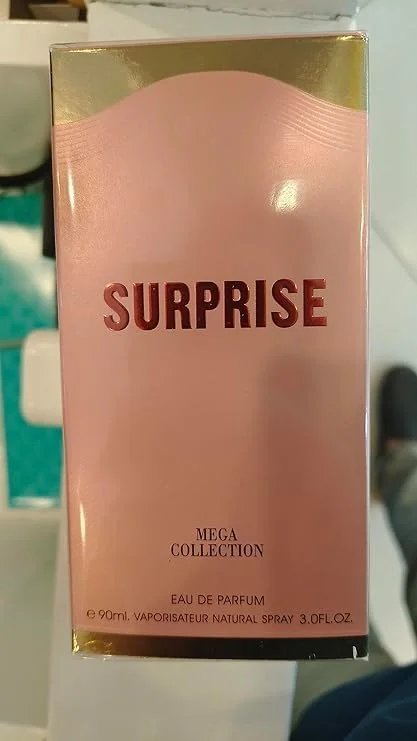 SURPRISE
MEGA
COLLECTION
EAU DE PARFUM
℮ 90ml. VAPORISATEUR NATURAL SPRAY 3.0FL.OZ.